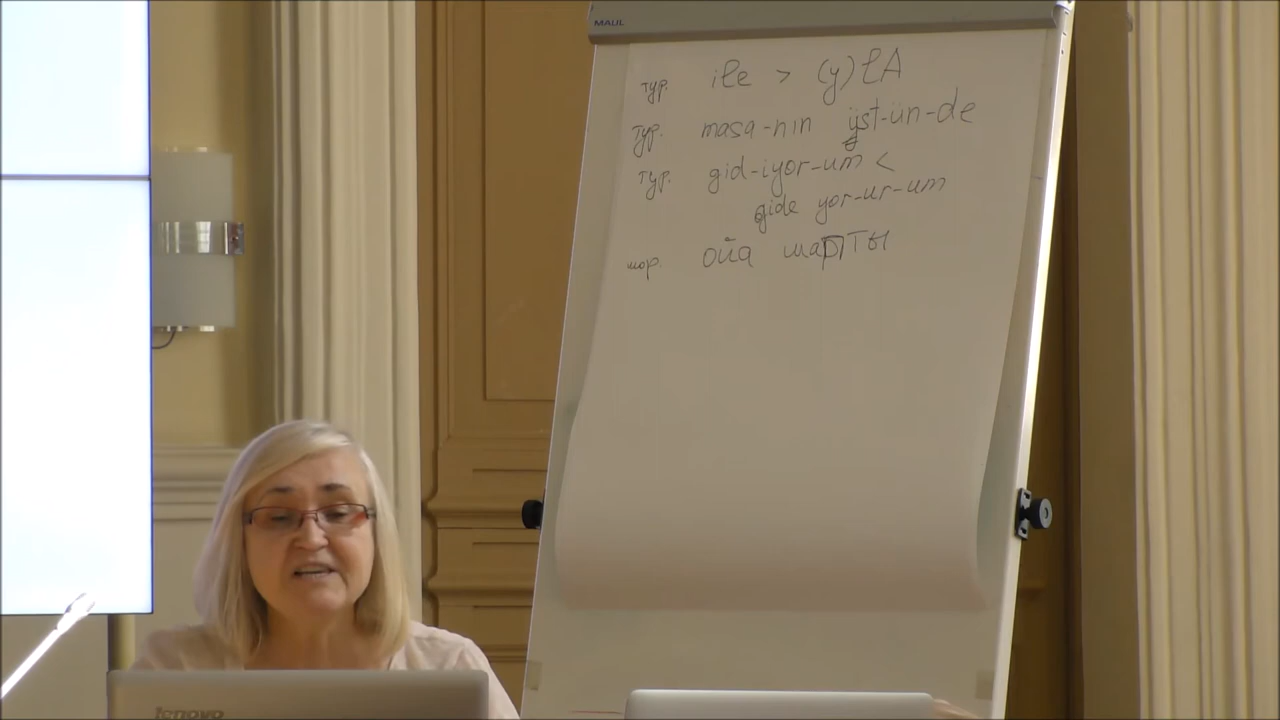 MAUL
тур. ile > (y)lA
тур. masa-nın üst-ün-de
тур. gid-iyor-um <
gide yor-ur-um
шор. ойа шартты
lenovo